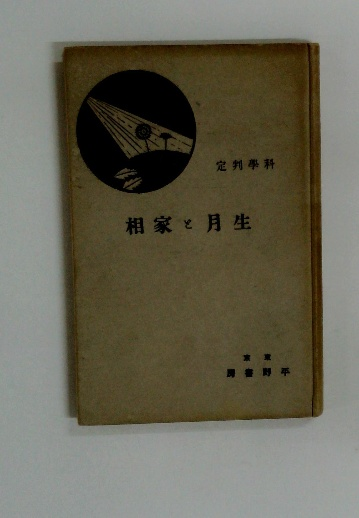 科學判定
生月と家相
東京
平野書房